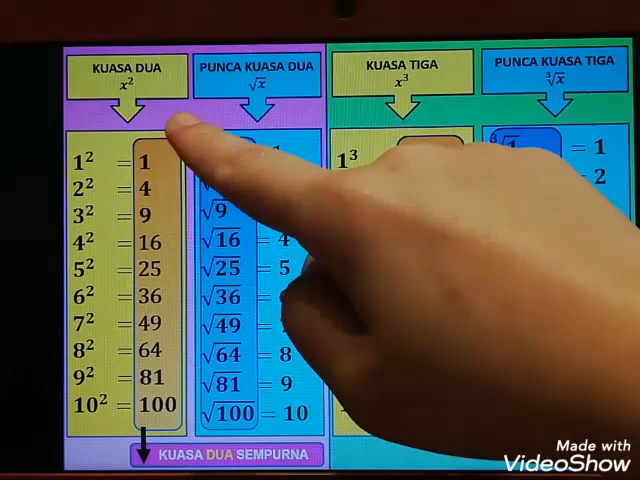 KUASA DUA
x²
PUNCA KUASA DUA
√x
KUASA TIGA
x³
PUNCA KUASA TIGA
∛x
1² = 1
2² = 4
3² = 9
4² = 16
5² = 25
6² = 36
7² = 49
8² = 64
9² = 81
10² = 100
√9
√16 = 4
√25 = 5
√36 =
√49 =
√64 = 8
√81 = 9
√100 = 10
1³
∛1 = 1
= 2
KUASA DUA SEMPURNA
Made with
VideoShow